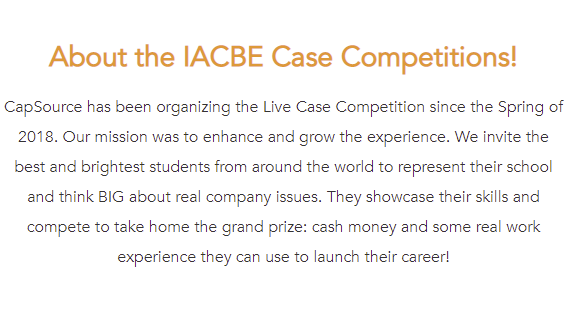 About the IACBE Case Competitions!
CapSource has been organizing the Live Case Competition since the Spring of
2018. Our mission was to enhance and grow the experience. We invite the
best and brightest students from around the world to represent their school
and think BIG about real company issues. They showcase their skills and
compete to take home the grand prize: cash money and some real work
experience they can use to launch their career!